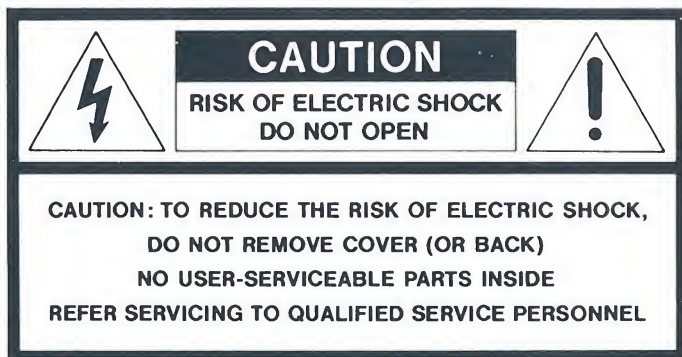 CAUTION
RISK OF ELECTRIC SHOCK
DO NOT OPEN
CAUTION: TO REDUCE THE RISK OF ELECTRIC SHOCK,
DO NOT REMOVE COVER (OR BACK)
NO USER-SERVICEABLE PARTS INSIDE
REFER SERVICING TO QUALIFIED SERVICE PERSONNEL